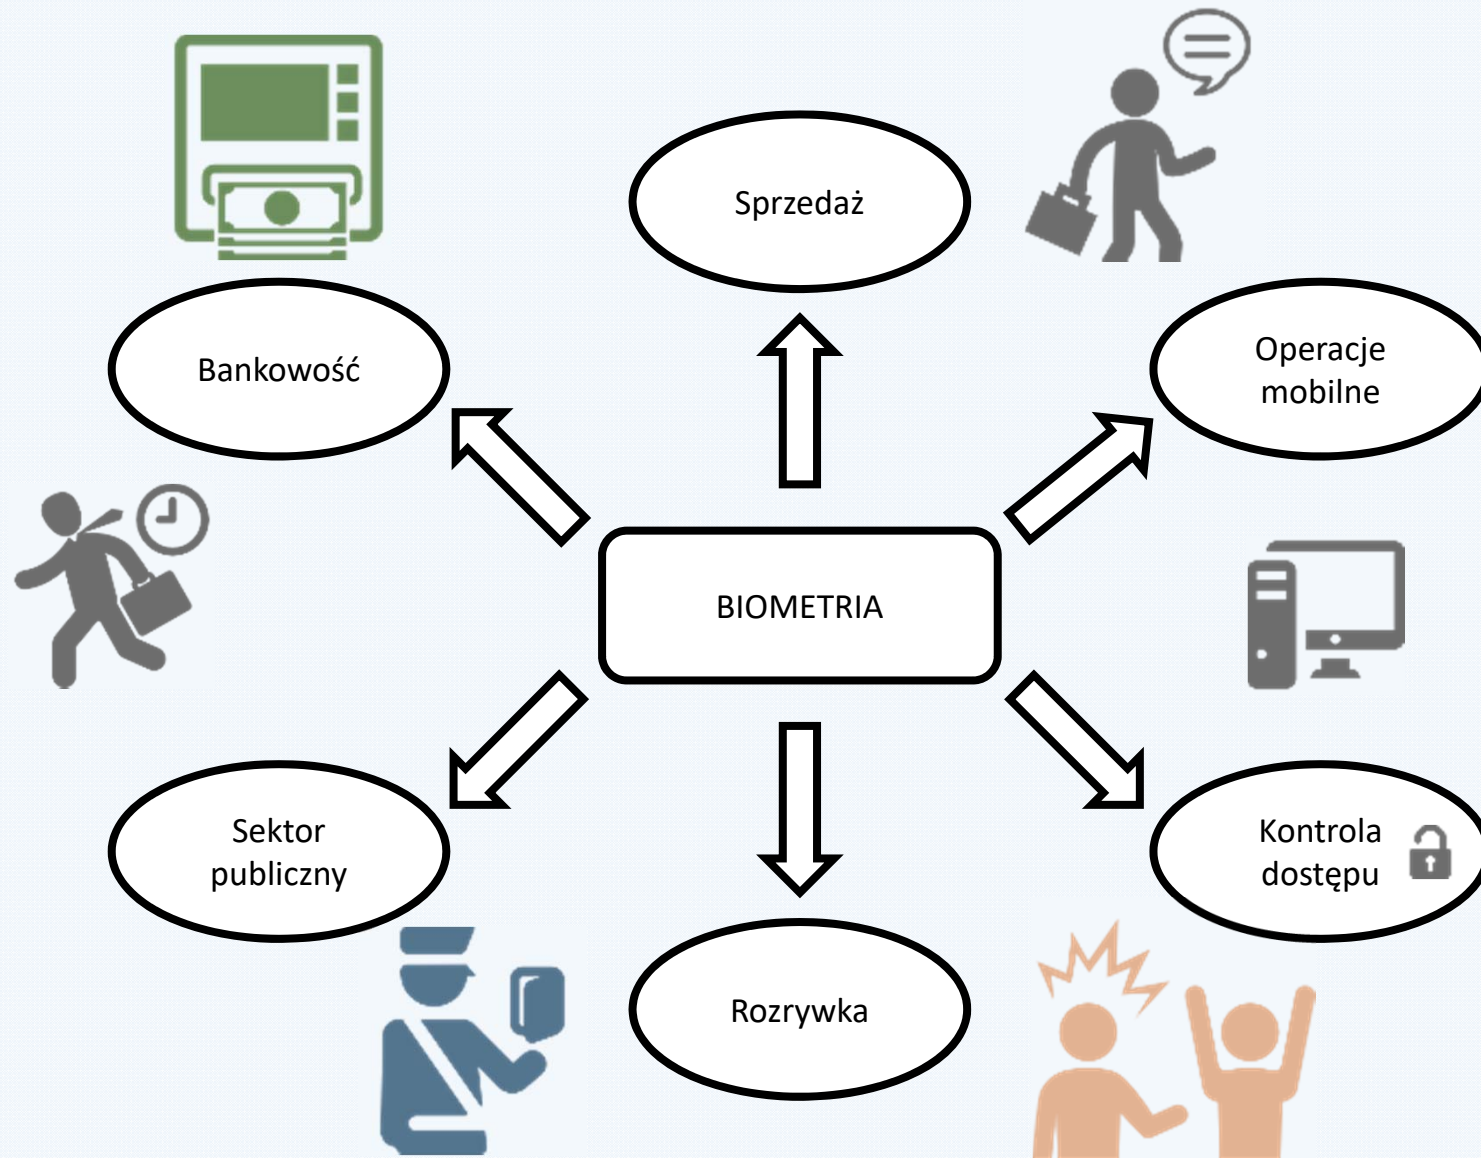 Sprzedaż
Bankowość
Operacje
mobilne
BIOMETRIA
Sektor
publiczny
Kontrola
dostępu
Rozrywka